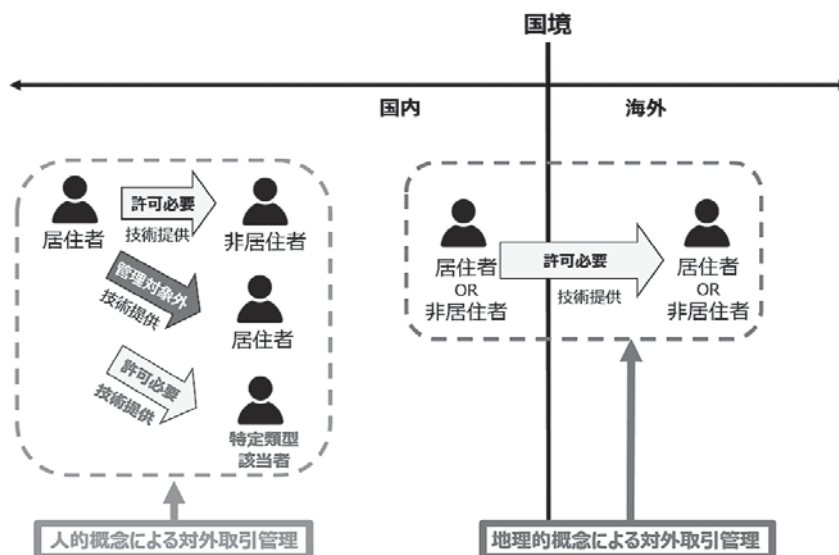 国境
国内
海外
居住者
許可必要
技術提供
非居住者
管理対象外
技術提供
居住者
許可必要
技術提供
特定類型
該当者
人的概念による対外取引管理
居住者
OR
非居住者
許可必要
技術提供
居住者
OR
非居住者
地理的概念による対外取引管理